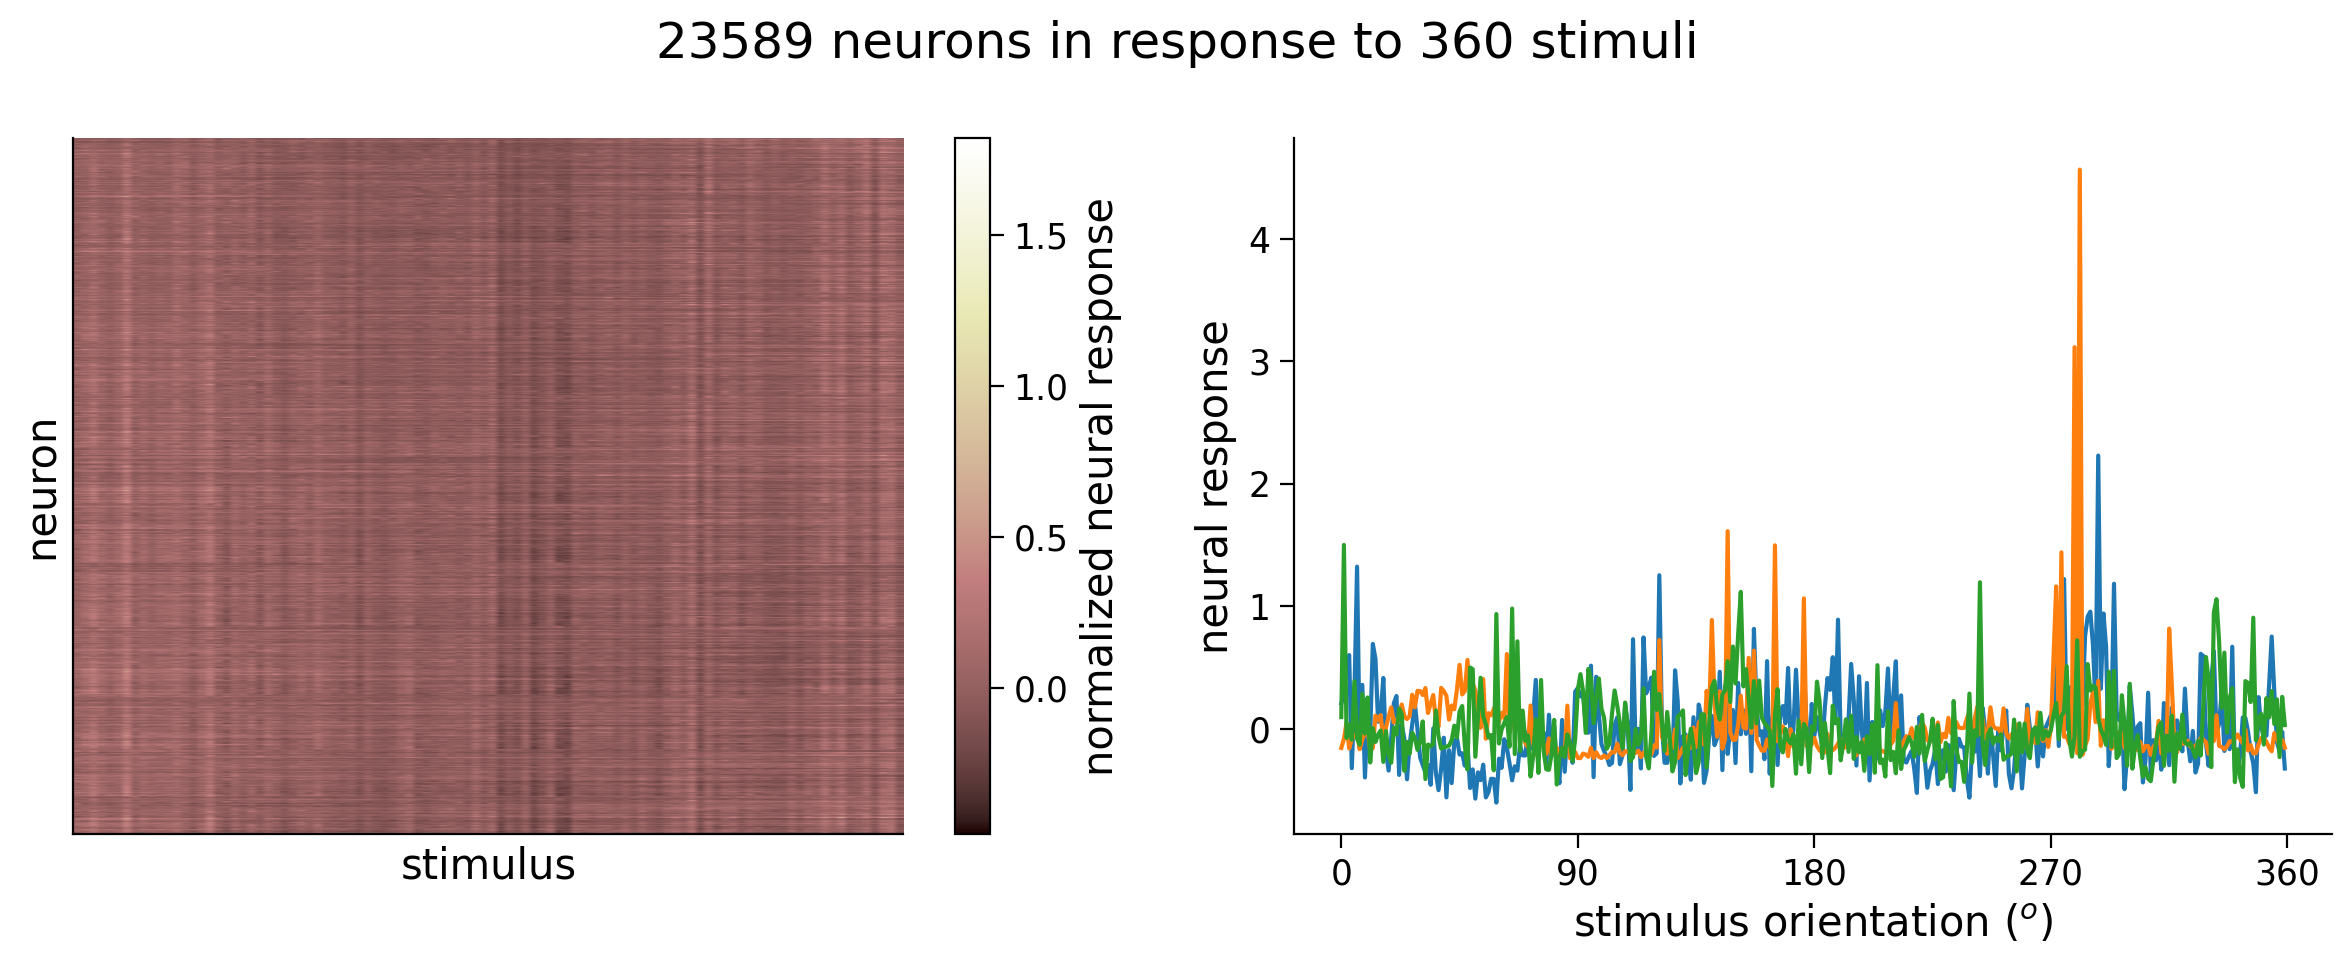 23589 neurons in response to 360 stimuli
neuron
stimulus
1.5
1.0
0.5
0.0
normalized neural response
neural response
4
3
2
1
0
0 90 180 270 360
stimulus orientation (°)